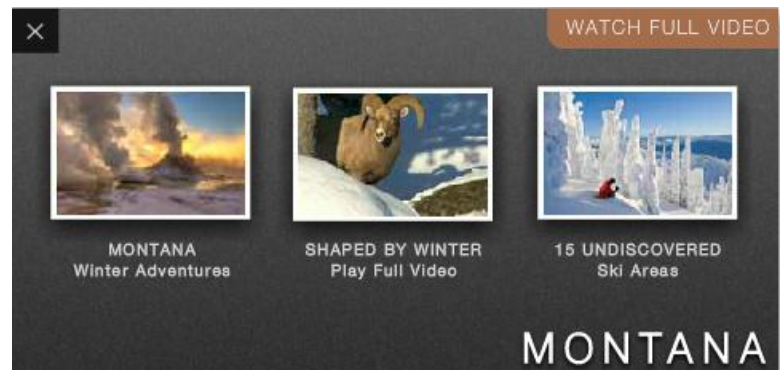 WATCH FULL VIDEO
MONTANA
Winter Adventures
SHAPED BY WINTER
Play Full Video
15 UNDISCOVERED
Ski Areas
MONTANA